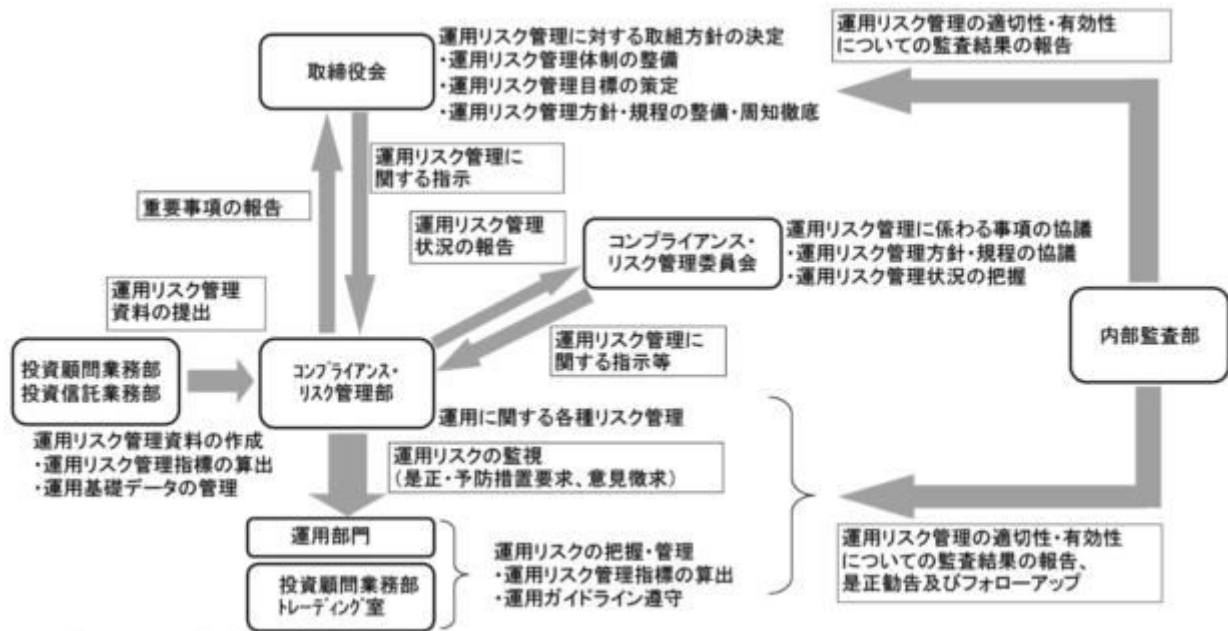 取締役会
運用リスク管理に対する取組方針の決定
・運用リスク管理体制の整備
・運用リスク管理目標の策定
・運用リスク管理方針・規程の整備・周知徹底
運用リスク管理の適切性・有効性
についての監査結果の報告
運用リスク管理に
関する指示
重要事項の報告
運用リスク管理
状況の報告
コンプライアンス・
リスク管理委員会
運用リスク管理に係わる事項の協議
・運用リスク管理方針・規程の協議
・運用リスク管理状況の把握
運用リスク管理
資料の提出
運用リスク管理に
関する指示等
内部監査部
投資顧問業務部
投資信託業務部
コンプライアンス・
リスク管理部
運用に関する各種リスク管理
運用リスク管理資料の作成
・運用リスク管理指標の算出
・運用基礎データの管理
運用リスクの監視
(是正・予防措置要求、意見徴求)
運用部門
投資顧問業務部
トレーディング室
運用リスクの把握・管理
・運用リスク管理指標の算出
・運用ガイドライン遵守
運用リスク管理の適切性・有効性
についての監査結果の報告、
是正勧告及びフォローアップ